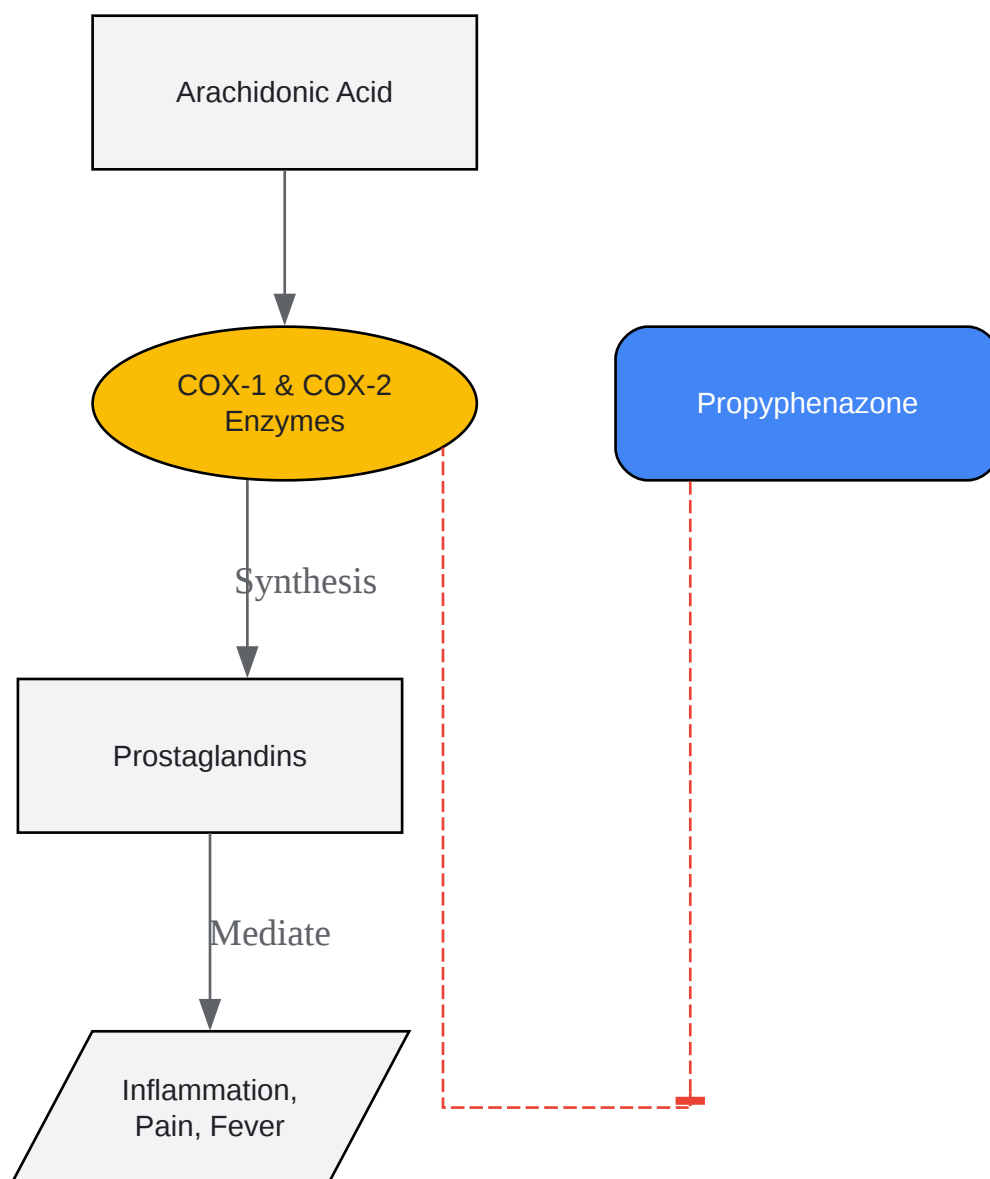 Arachidonic Acid
COX-1 & COX-2
Enzymes
Propyphenazone
Synthesis
Prostaglandins
Mediate
Inflammation,
Pain, Fever